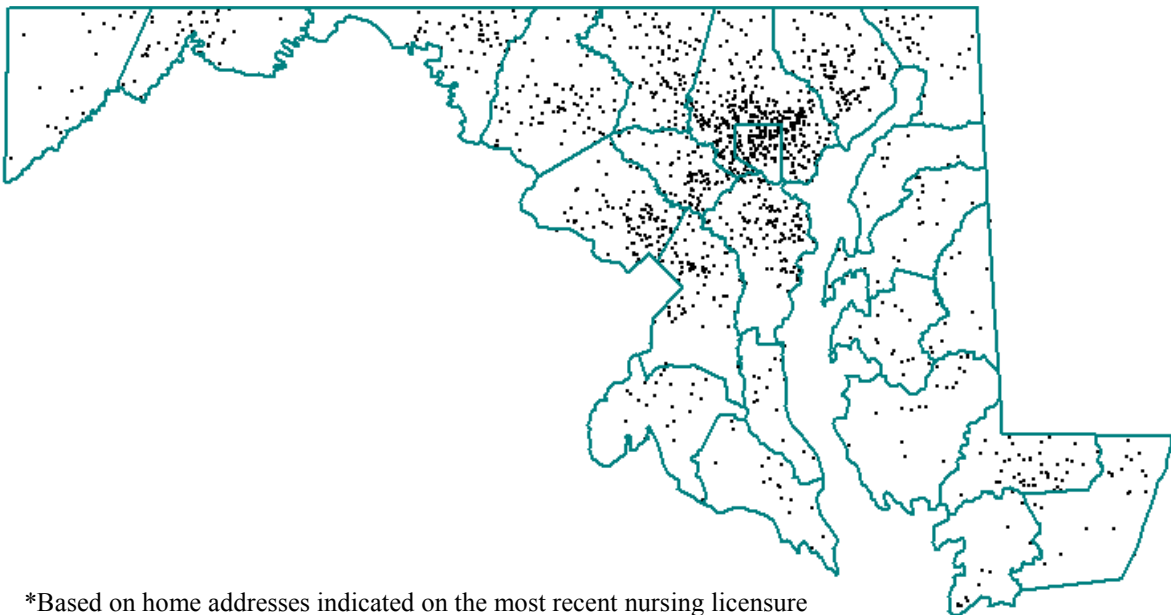 *Based on home addresses indicated on the most recent nursing licensure